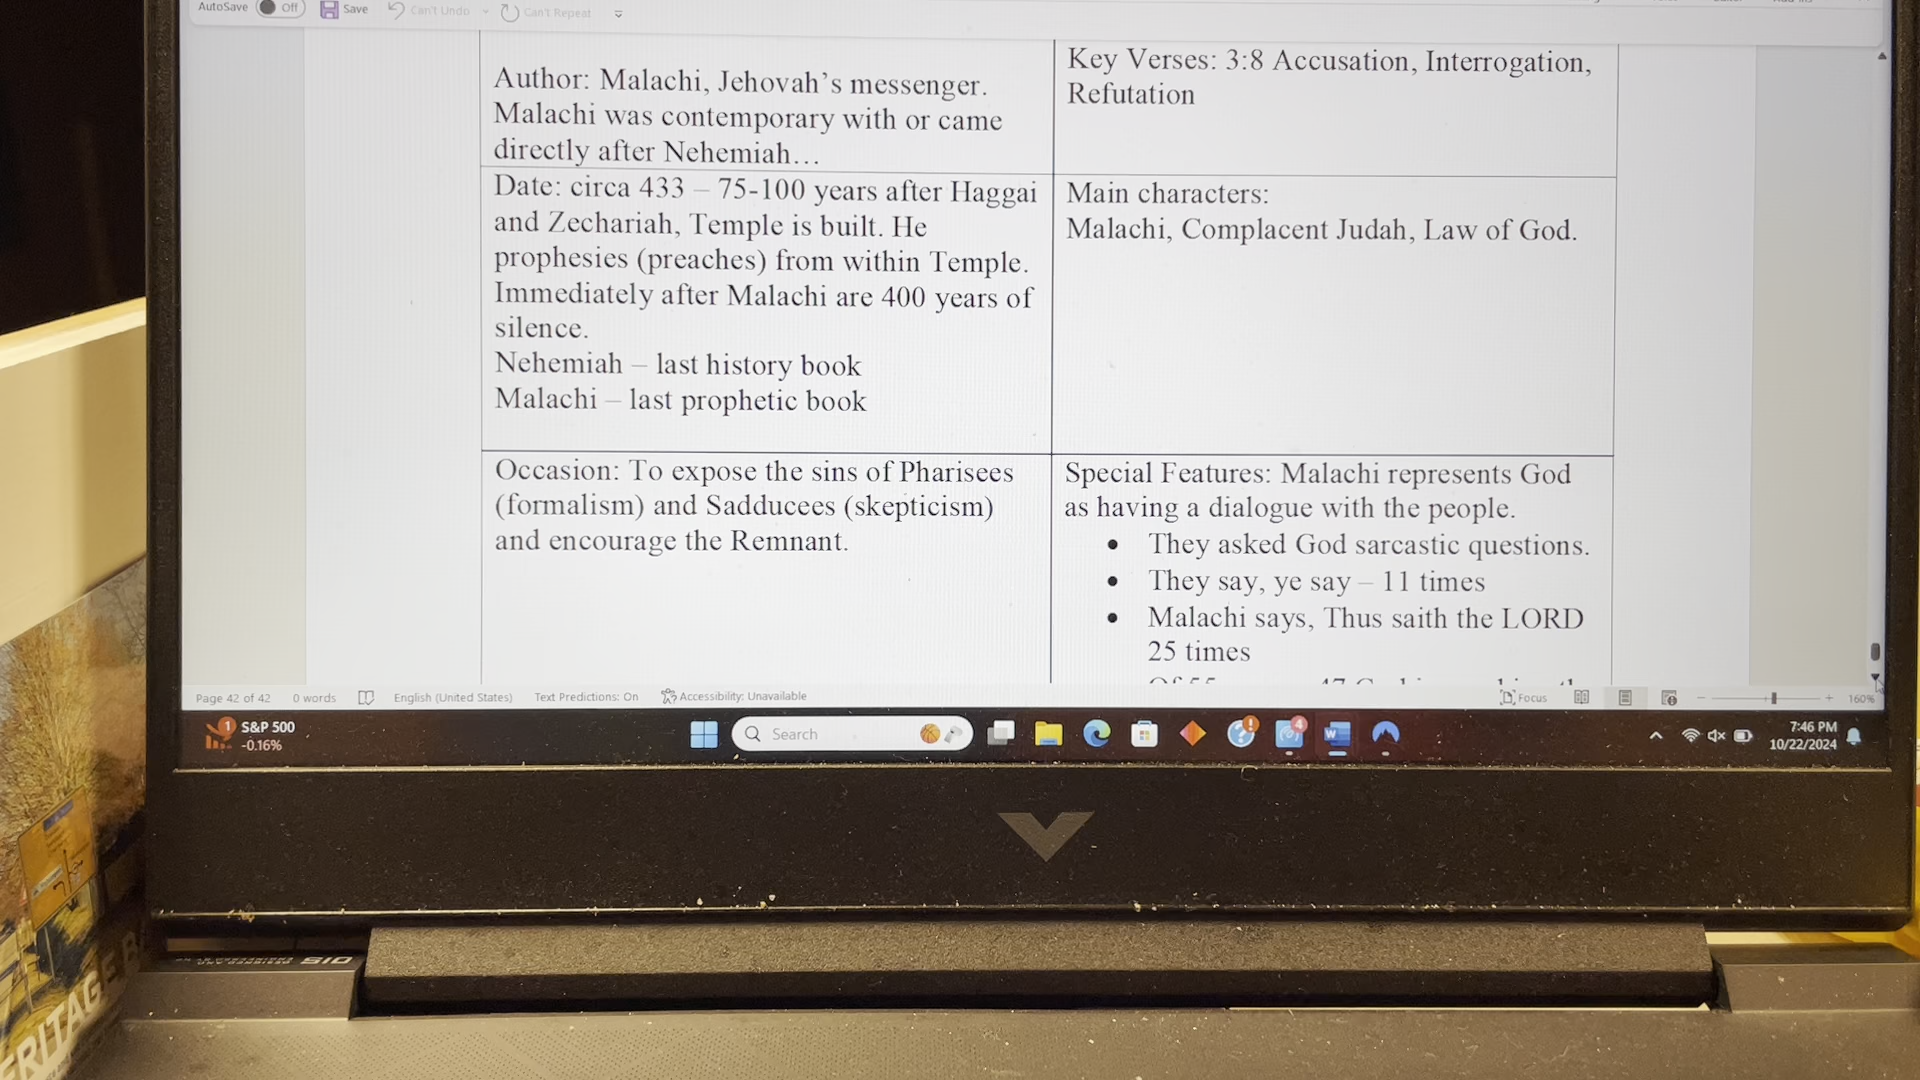 AutoSave Off Save Can't Undo Can't Repeat
Author: Malachi, Jehovah's messenger.
Malachi was contemporary with or came
directly after Nehemiah…
Key Verses: 3:8 Accusation, Interrogation,
Refutation
Date: circa 433 – 75-100 years after Haggai
and Zechariah, Temple is built. He
prophesies (preaches) from within Temple.
Immediately after Malachi are 400 years of
silence.
Nehemiah – last history book
Malachi – last prophetic book
Main characters:
Malachi, Complacent Judah, Law of God.
Occasion: To expose the sins of Pharisees
(formalism) and Sadducees (skepticism)
and encourage the Remnant.
Special Features: Malachi represents God
as having a dialogue with the people.
• They asked God sarcastic questions.
• They say, ye say – 11 times
• Malachi says, Thus saith the LORD
25 times
Page 42 of 42 0 words English (United States) Text Predictions: On Accessibility: Unavailable Focus 160%
1 S&P 500
-0.16%
Search
4
7:46 PM
10/22/2024